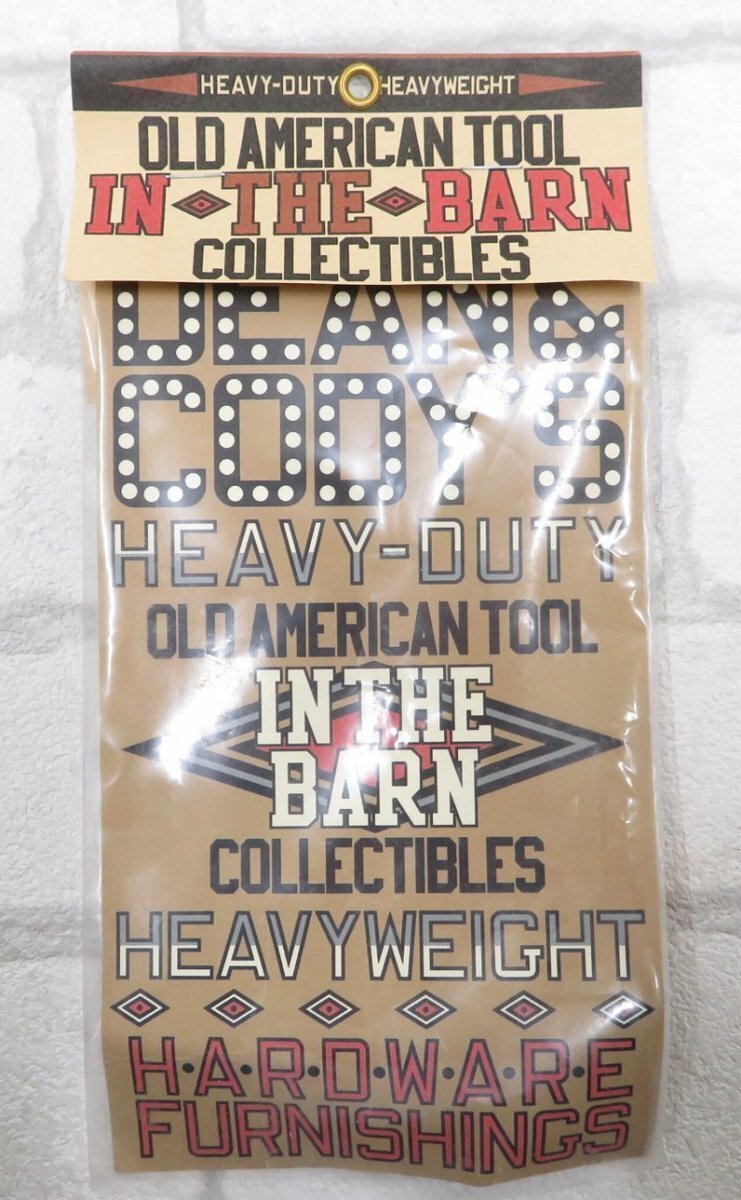 HEAVY-DUTY HEAVYWEIGHT
OLD AMERICAN TOOL
IN THE BARN
COLLECTIBLES
DEAN &
CODY'S
HEAVY-DUTY
OLD AMERICAN TOOL
IN THE
BARN
COLLECTIBLES
HEAVYWEIGHT
H·A·R·D·W·A·R·E
FURNISHINGS